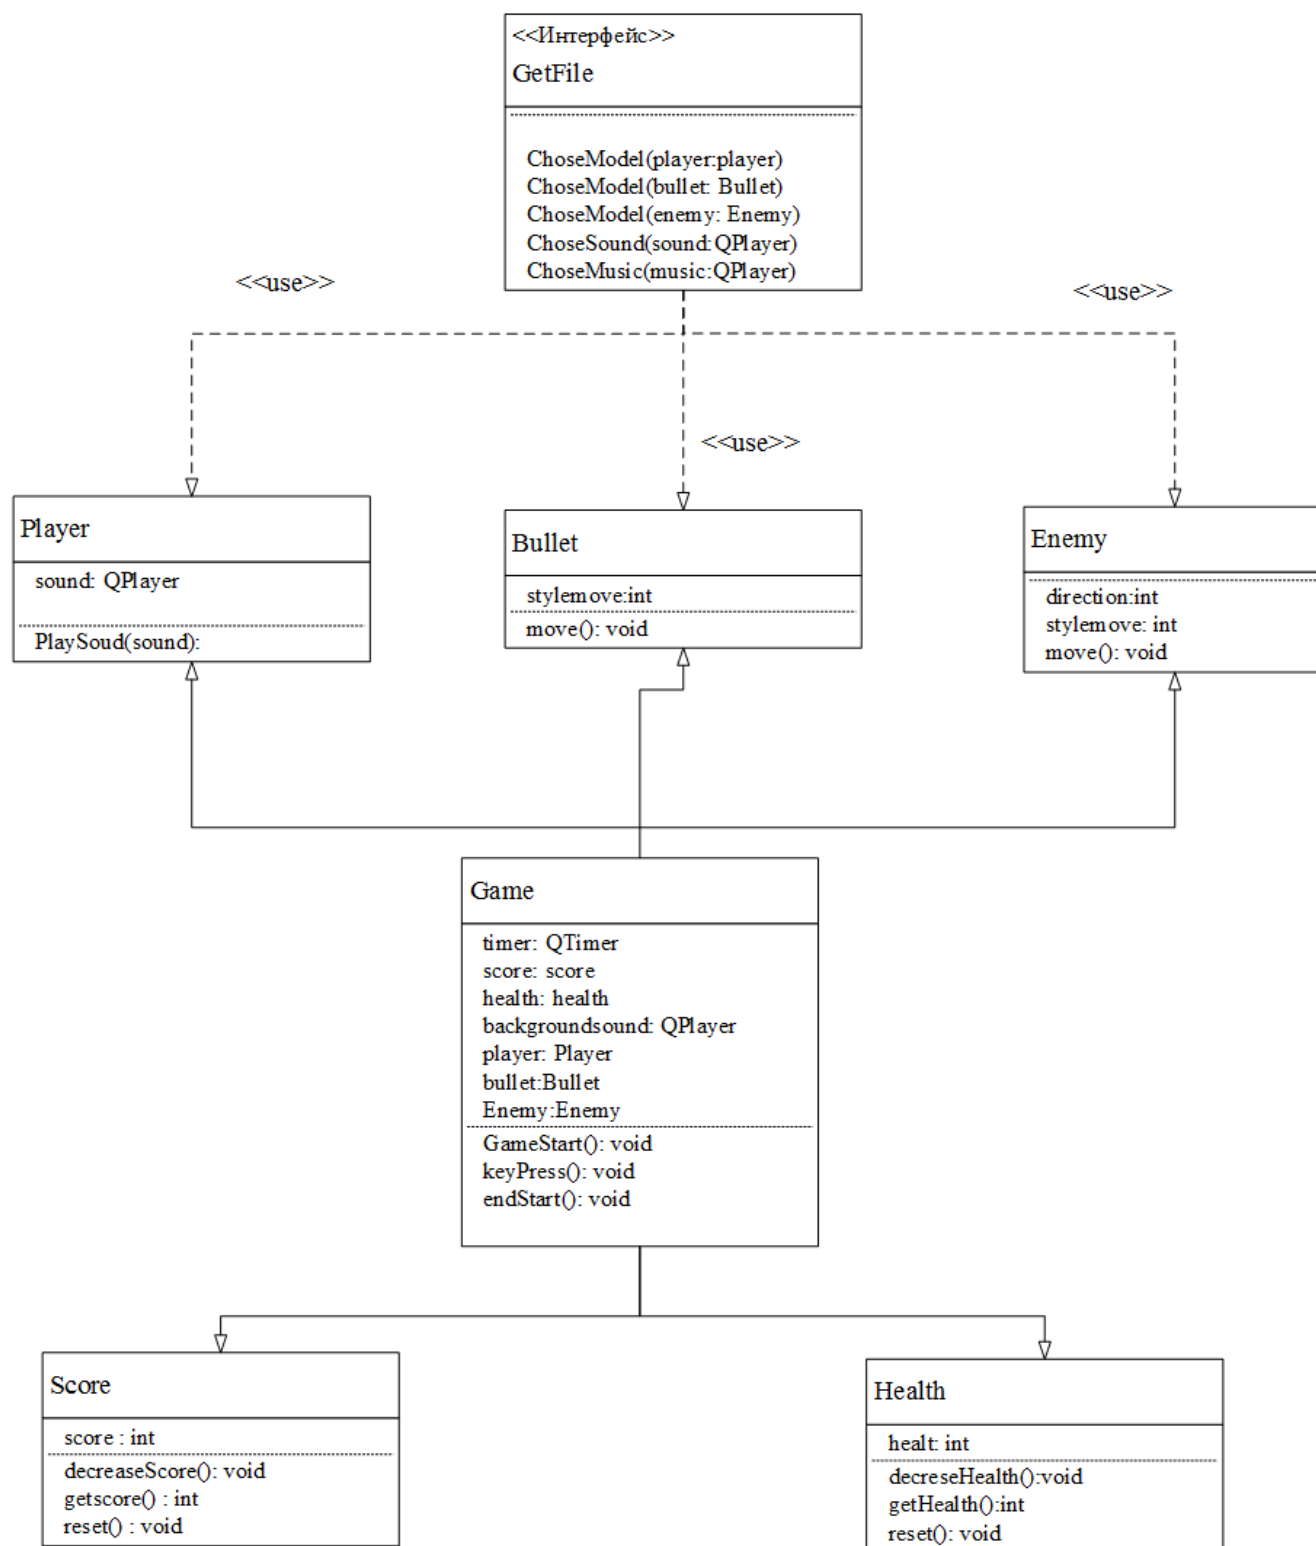 <<Интерфейс>>
GetFile
ChoseModel(player:player)
ChoseModel(bullet: Bullet)
ChoseModel(enemy: Enemy)
ChoseSound(sound:QPlayer)
ChoseMusic(music:QPlayer)
<<use>>
<<use>>
<<use>>
Player
sound: QPlayer
PlaySoud(sound):
Bullet
stylemove:int
move(): void
Enemy
direction:int
stylemove: int
move(): void
Game
timer: QTimer
score: score
health: health
backgroundsound: QPlayer
player: Player
bullet:Bullet
Enemy:Enemy
GameStart(): void
keyPress(): void
endStart(): void
Score
score : int
decreaseScore(): void
getscore() : int
reset() : void
Health
healt: int
decreseHealth():void
getHealth():int
reset(): void